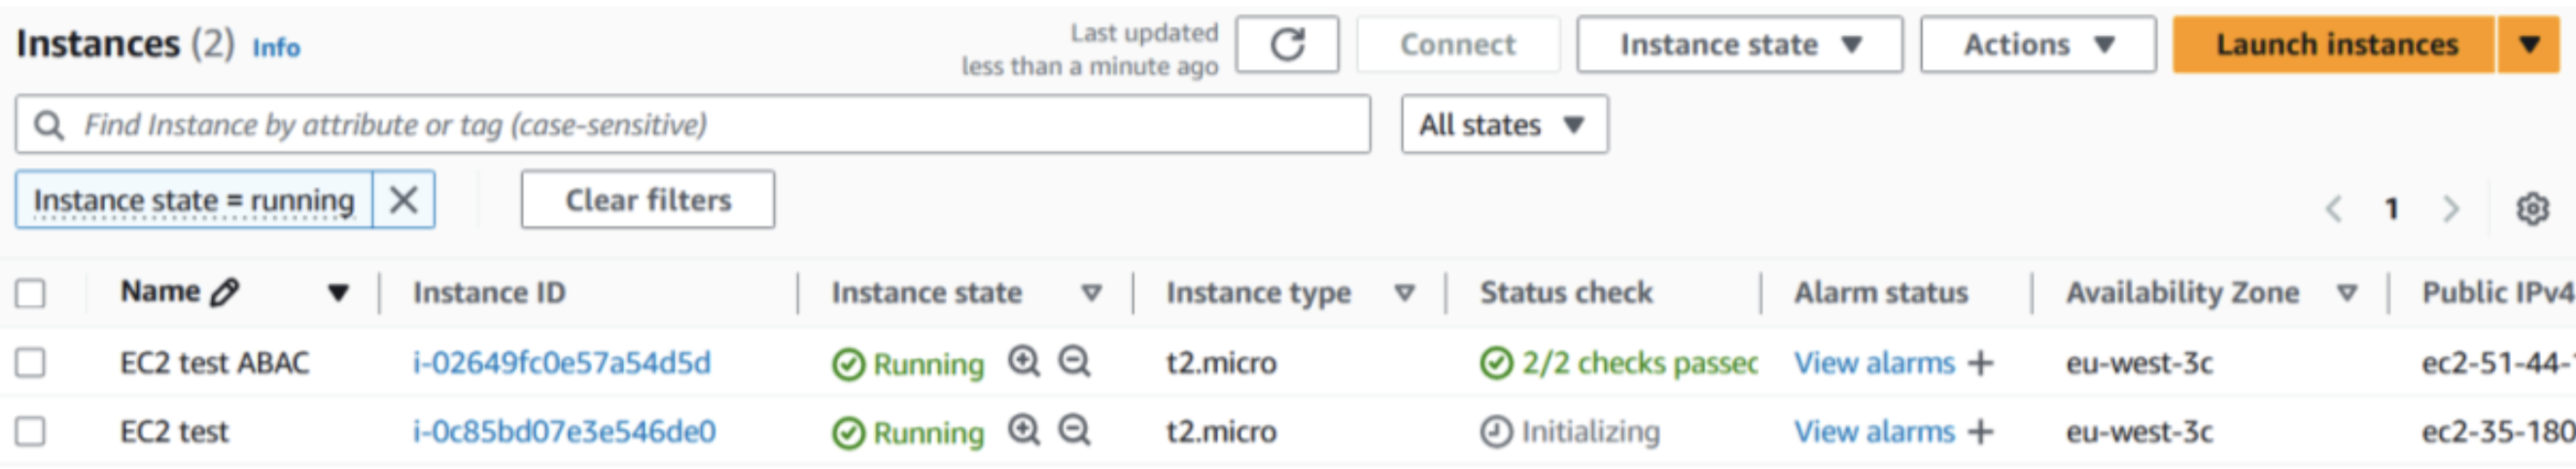 Instances (2) Info
Last updated
less than a minute ago
Connect
Instance state
Actions
Launch instances
Find Instance by attribute or tag (case-sensitive)
All states
Instance state = running
Clear filters
1
Name Instance ID Instance state Instance type Status check Alarm status Availability Zone Public IPv4
EC2 test ABAC i-02649fc0e57a54d5d Running t2.micro 2/2 checks passec View alarms + eu-west-3c ec2-51-44-
EC2 test i-0c85bd07e3e546de0 Running t2.micro Initializing View alarms + eu-west-3c ec2-35-180